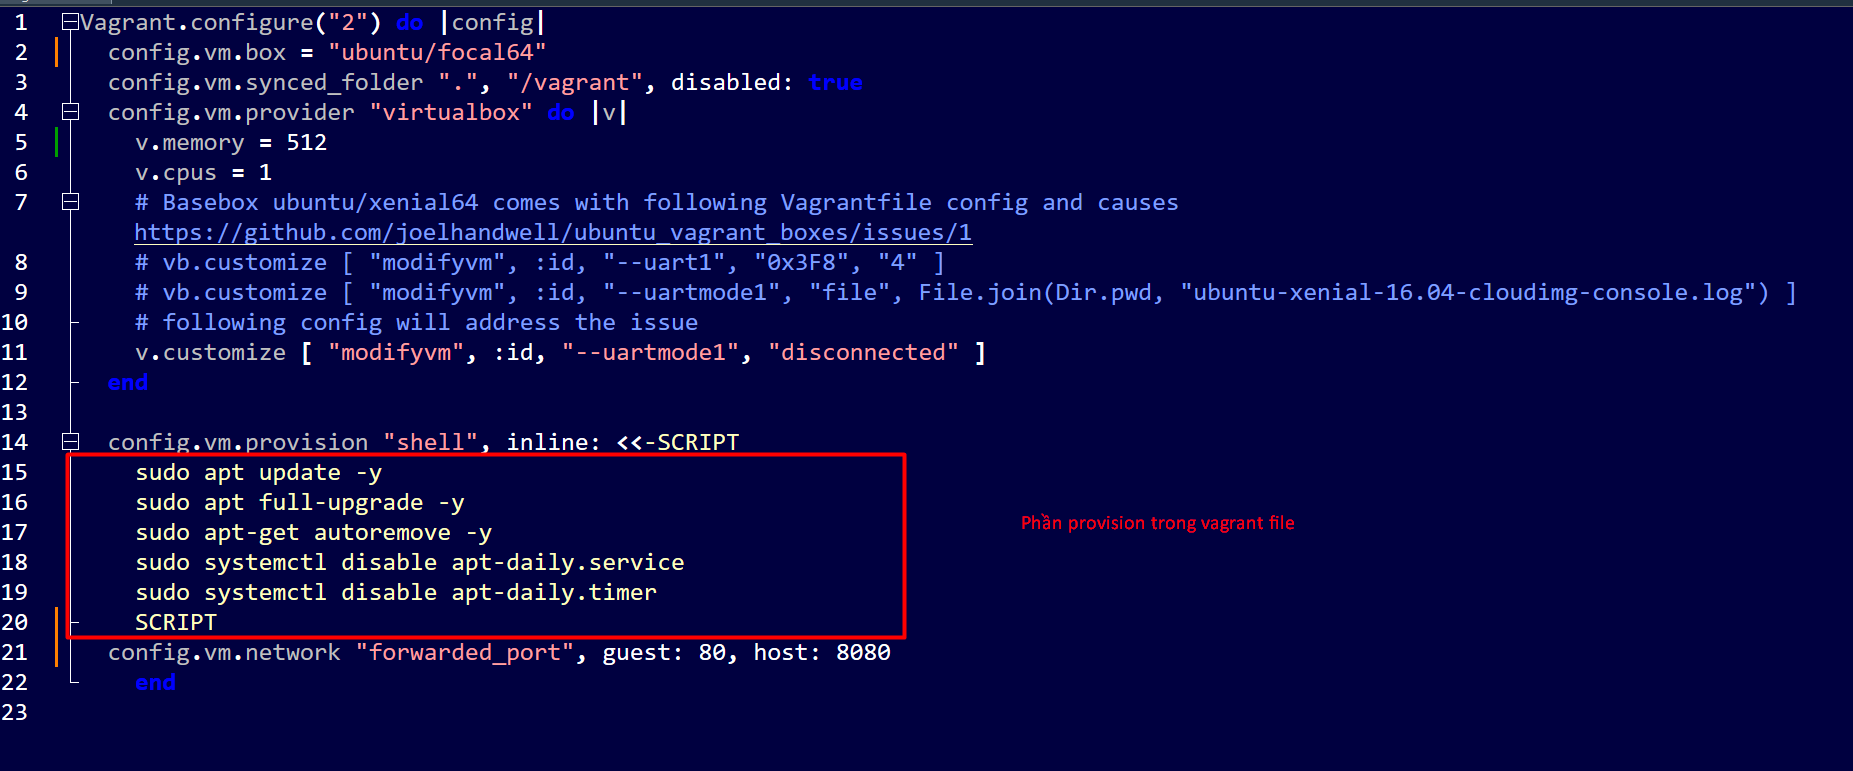 1 Vagrant.configure("2") do |config|
2 config.vm.box = "ubuntu/focal64"
3 config.vm.synced_folder ".", "/vagrant", disabled: true
4 config.vm.provider "virtualbox" do |v|
5 v.memory = 512
6 v.cpus = 1
7 # Basebox ubuntu/xenial64 comes with following Vagrantfile config and causes
https://github.com/joelhandwell/ubuntu_vagrant_boxes/issues/1
8 # vb.customize [ "modifyvm", :id, "--uart1", "0x3F8", "4" ]
9 # vb.customize [ "modifyvm", :id, "--uartmode1", "file", File.join(Dir.pwd, "ubuntu-xenial-16.04-cloudimg-console.log") ]
10 # following config will address the issue
11 v.customize [ "modifyvm", :id, "--uartmode1", "disconnected" ]
12 end
13
14 config.vm.provision "shell", inline: <<-SCRIPT
15 sudo apt update -y
16 sudo apt full-upgrade -y
17 sudo apt-get autoremove -y
Phần provision trong vagrant file
18 sudo systemctl disable apt-daily.service
19 sudo systemctl disable apt-daily.timer
20 SCRIPT
21 config.vm.network "forwarded_port", guest: 80, host: 8080
22 end
23